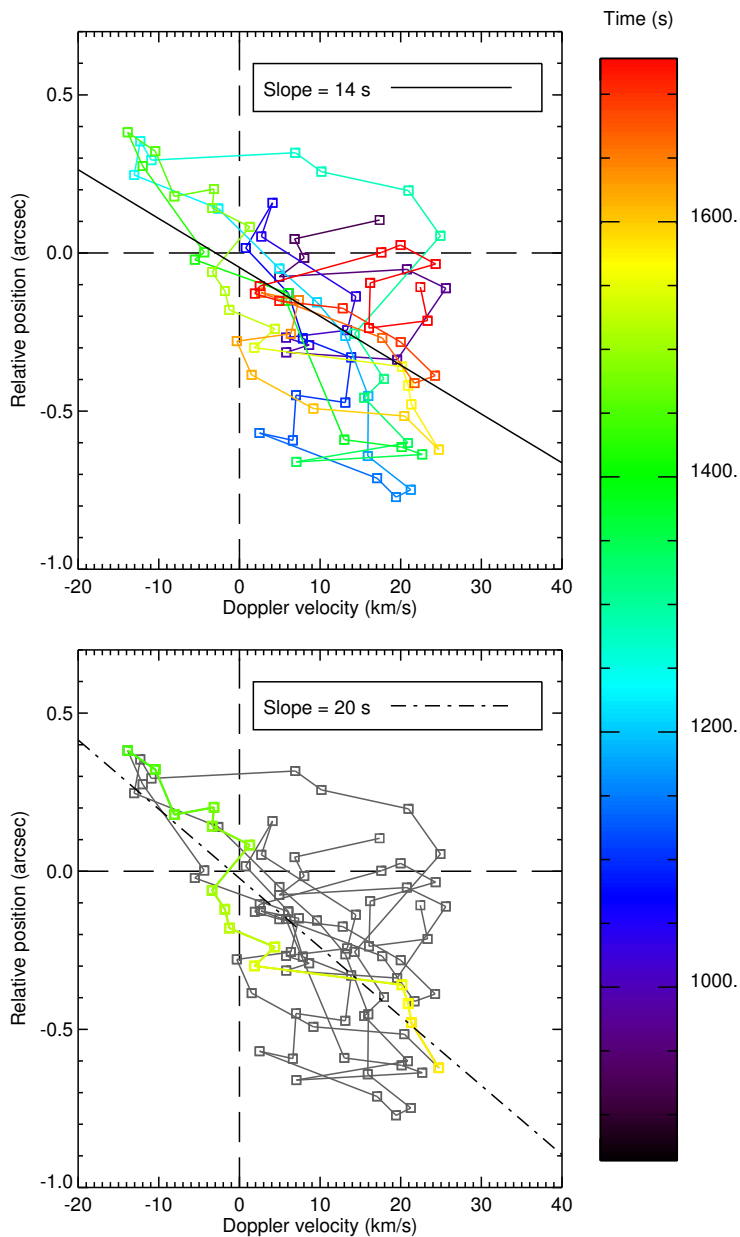 Time (s)
Slope = 14 s
0.5
0.0
-0.5
-1.0
Relative position (arcsec)
-20 -10 0 10 20 30 40
Doppler velocity (km/s)
1600.
1400.
1200.
1000.
Slope = 20 s
0.5
0.0
-0.5
-1.0
Relative position (arcsec)
-20 -10 0 10 20 30 40
Doppler velocity (km/s)